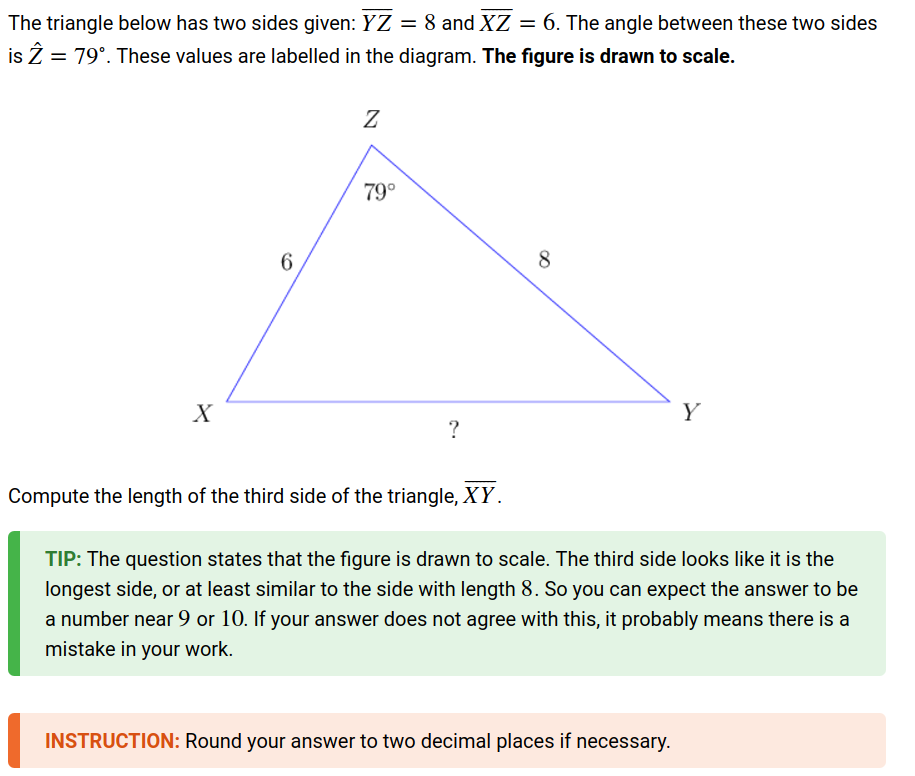 The triangle below has two sides given: $\overline{YZ} = 8$ and $\overline{XZ} = 6$. The angle between these two sides
is $\hat{Z} = 79^\circ$. These values are labelled in the diagram. The figure is drawn to scale.
Z
79°
6
8
X
Y
?
Compute the length of the third side of the triangle, $\overline{XY}$.
TIP: The question states that the figure is drawn to scale. The third side looks like it is the
longest side, or at least similar to the side with length 8. So you can expect the answer to be
a number near 9 or 10. If your answer does not agree with this, it probably means there is a
mistake in your work.
INSTRUCTION: Round your answer to two decimal places if necessary.